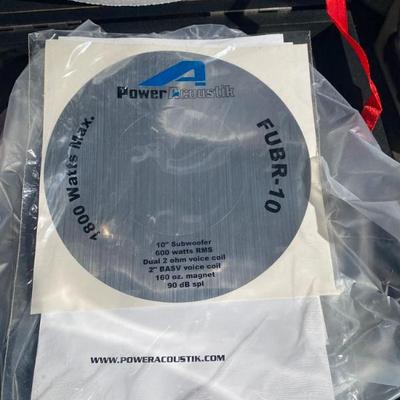 PowerAcoustik
1800 Watts Max.
FUBR-10
10" Subwoofer
600 watts RMS
Dual 2 ohm voice coil
2" BASV voice coil
160 oz. magnet
90 dB spl
WWW.POWERACOUSTIK.COM